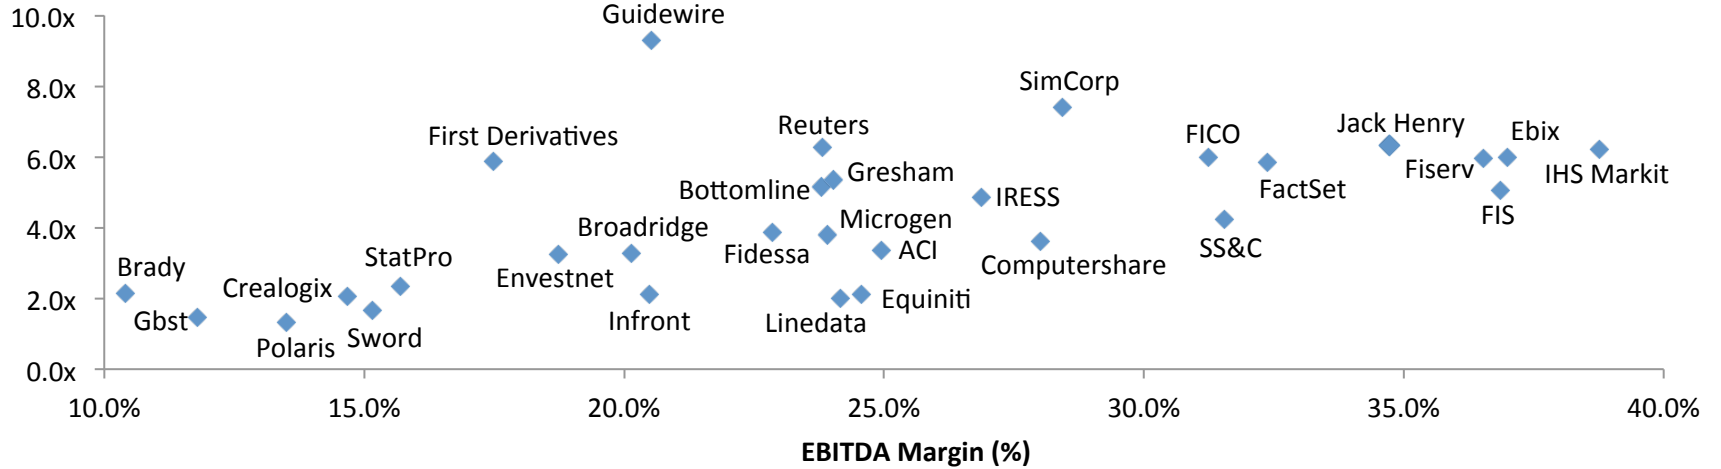 10.0x
Guidewire
8.0x
SimCorp
First Derivatives
Reuters
FICO
Jack Henry
Ebix
6.0x
Fiserv
IHS Markit
Gresham
Bottomline
FactSet
IRESS
FIS
4.0x
Broadridge
Microgen
SS&C
Fidessa
ACI
Computershare
StatPro
Envestnet
Brady
Crealogix
2.0x
Equiniti
Gbst
Infront
Linedata
Sword
Polaris
0.0x
10.0% 15.0% 20.0% 25.0% 30.0% 35.0% 40.0%
EBITDA Margin (%)